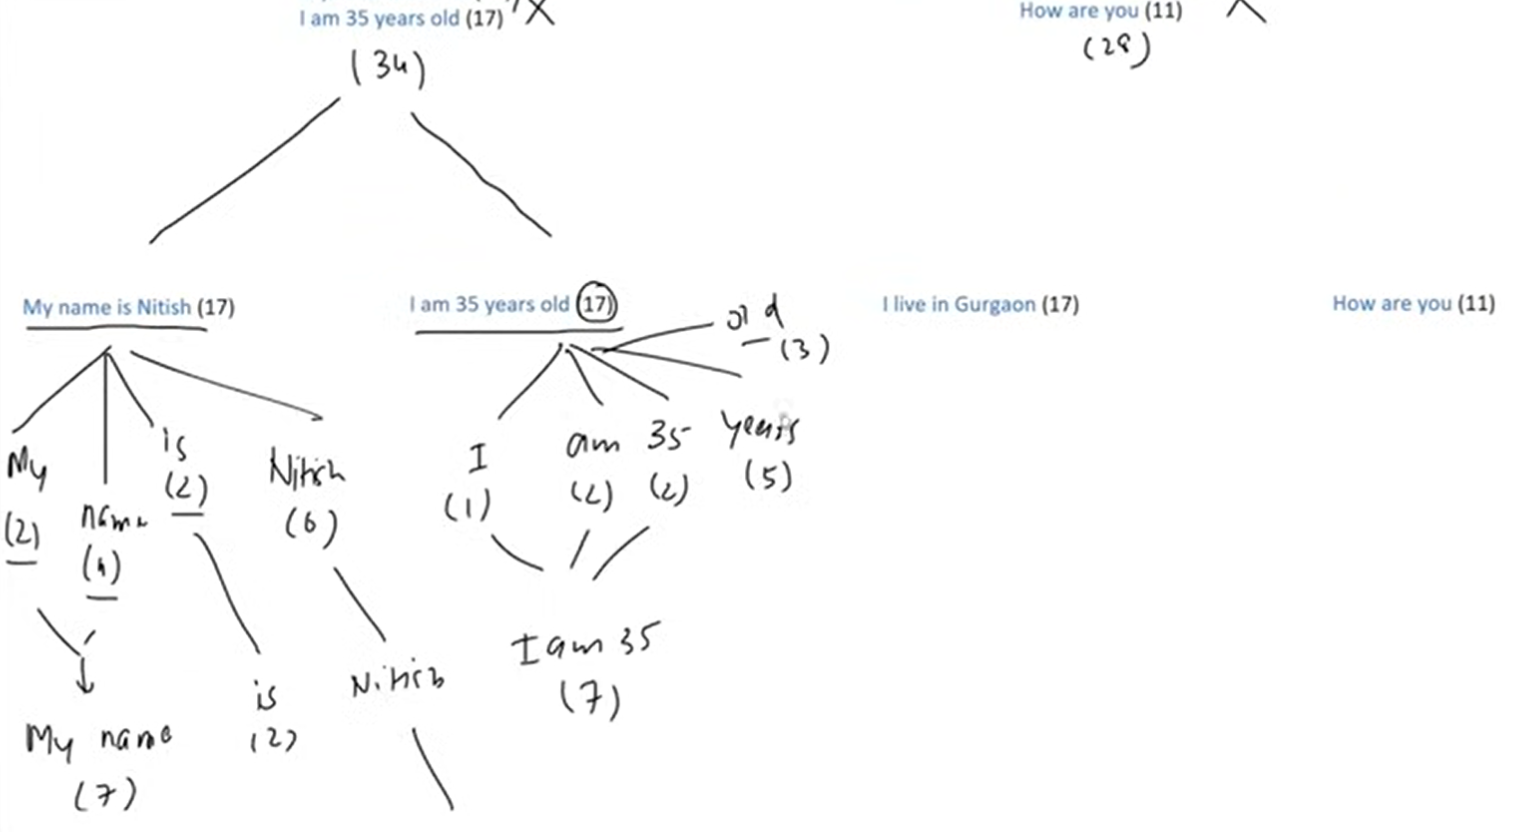 I am 35 years old (17)
How are you (11)
(34)
(28)
My name is Nitish (17)
I am 35 years old (17)
I live in Gurgaon (17)
How are you (11)
old
(3)
My
(2)
name
(4)
is
(2)
Nitish
(6)
I
(1)
am
(2)
35
(2)
years
(5)
My name
(7)
is
(2)
Nitish
I am 35
(7)